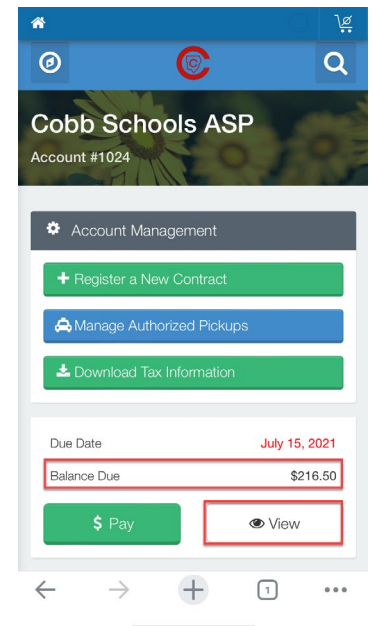 Cobb Schools ASP
Account #1024
Account Management
Register a New Contract
Manage Authorized Pickups
Download Tax Information
Due Date July 15, 2021
Balance Due $216.50
$ Pay View
1